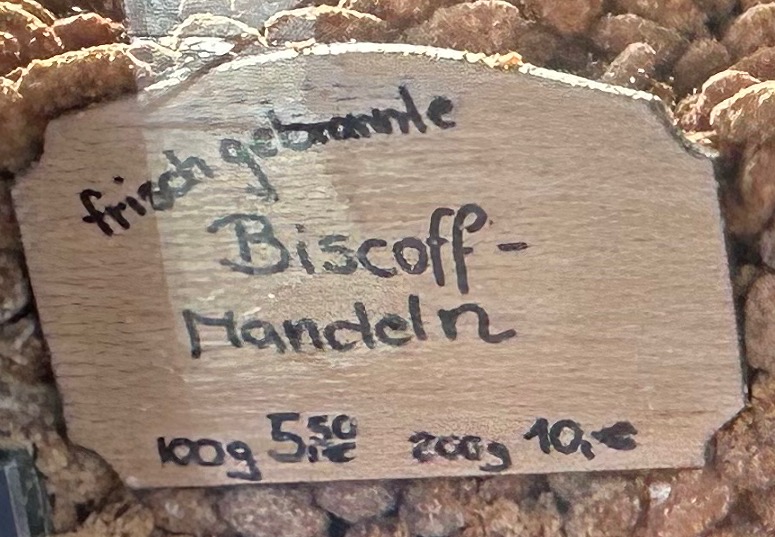 frisch gebrannte
Biscoff-
Mandeln
100g 5,50 € 200g 10,-€